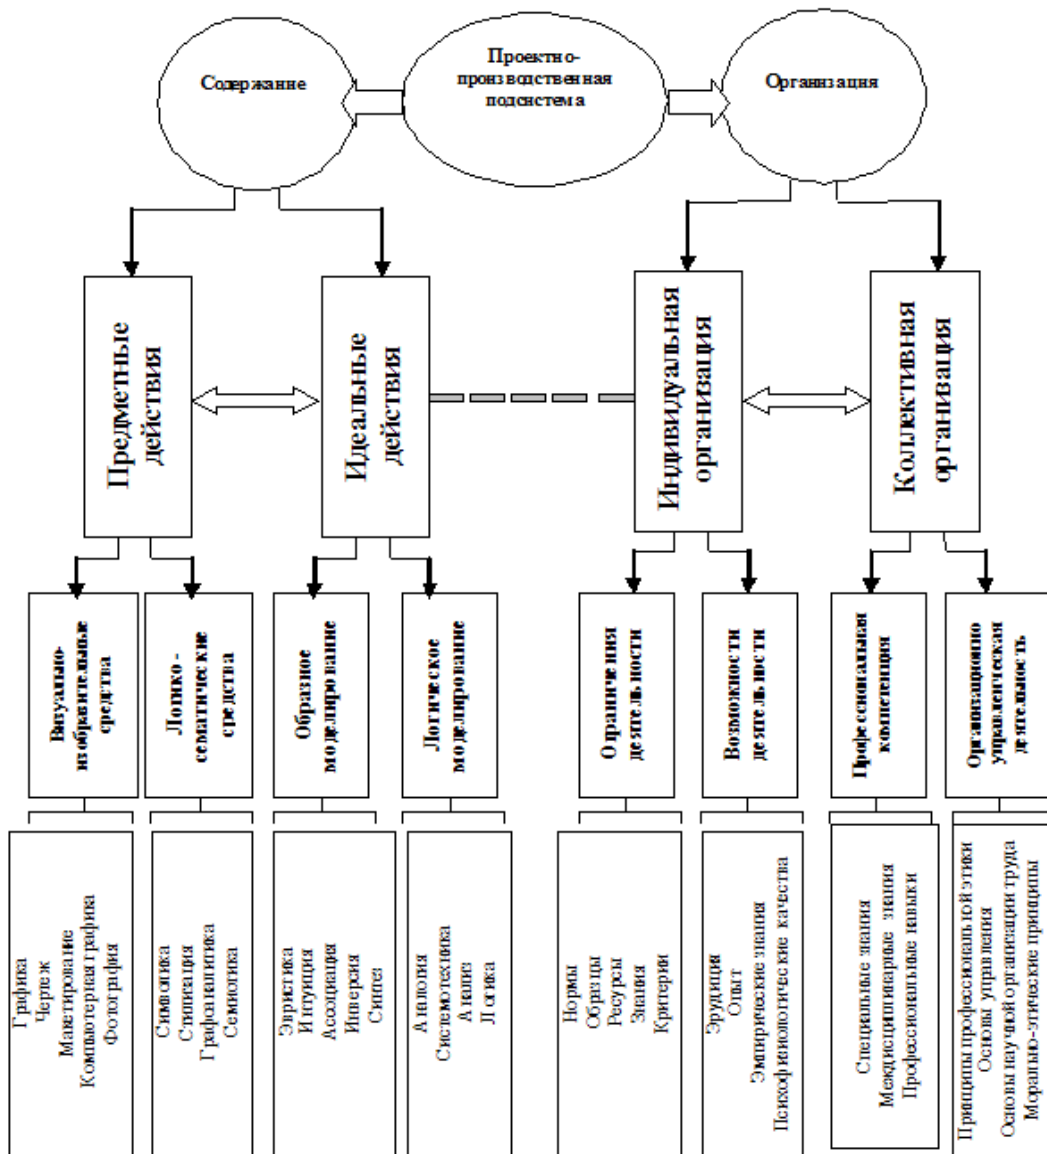 Содержание
Проектно-
производственная
подсистема
Организация
Предметные
действия
Идеальные
действия
Индивидуальная
организация
Коллективная
организация
Визуально-
изобразительные
средства
Логико -
сематические
средства
Образное
моделирование
Логическое
моделирование
Ограничения
деятельности
Возможности
деятельности
Профессиональная
компетенция
Организационно
управленческая
деятельность
Графика
Чертеж
Макетирование
Компьютерная графика
Фотография
Символика
Стилизация
Графоаналитика
Семиотика
Эвристика
Интуиция
Ассоциация
Инверсия
Синтез
Аналогия
Системотехника
Анализ
Логика
Нормы
Образцы
Ресурсы
Знания
Критерии
Эрудиция
Опыт
Эмпирические знания
Психофизиологические качества
Специальные знания
Междисциплинарные знания
Профессиональные навыки
Принципы профессиональной этики
Основы управления
Основы научной организации труда
Морально-этические принципы